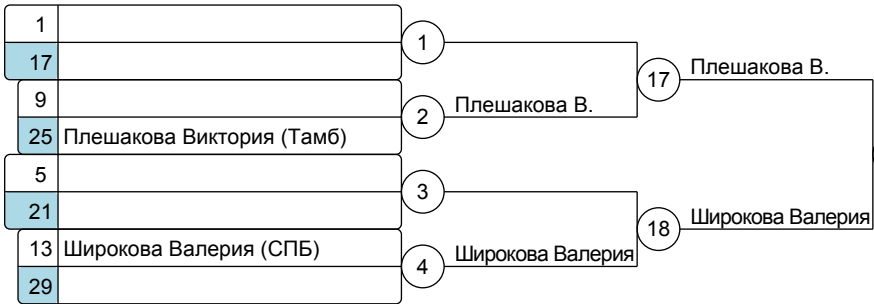 1
17
1
9
25 Плешакова Виктория (Тамб)
2 Плешакова В.
17 Плешакова В.
5
21
3
13 Широкова Валерия (СПБ)
29
4 Широкова Валерия
18 Широкова Валерия